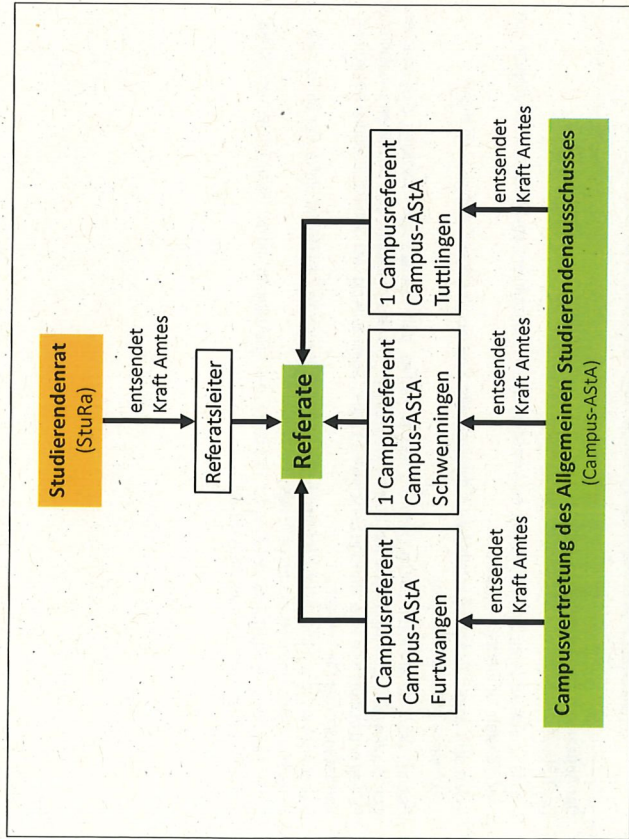 Studierendenrat
(StuRa)
entsendet
Kraft Amtes
Referatsleiter
Referate
1 Campusreferent
Campus-AStA
Furtwangen
1 Campusreferent
Campus-AStA
Schwenningen
1 Campusreferent
Campus-AStA
Tuttlingen
entsendet
Kraft Amtes
entsendet
Kraft Amtes
entsendet
Kraft Amtes
Campusvertretung des Allgemeinen Studierendenausschusses
(Campus-AStA)